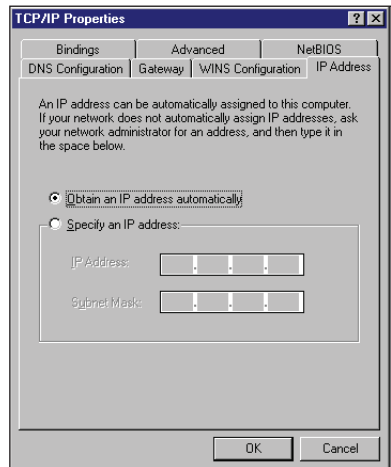 TCP/IP Properties
Bindings Advanced NetBIOS
DNS Configuration Gateway WINS Configuration IP Address
An IP address can be automatically assigned to this computer.
If your network does not automatically assign IP addresses, ask
your network administrator for an address, and then type it in
the space below.
Obtain an IP address automatically
Specify an IP address:
IP Address:
Subnet Mask:
OK Cancel